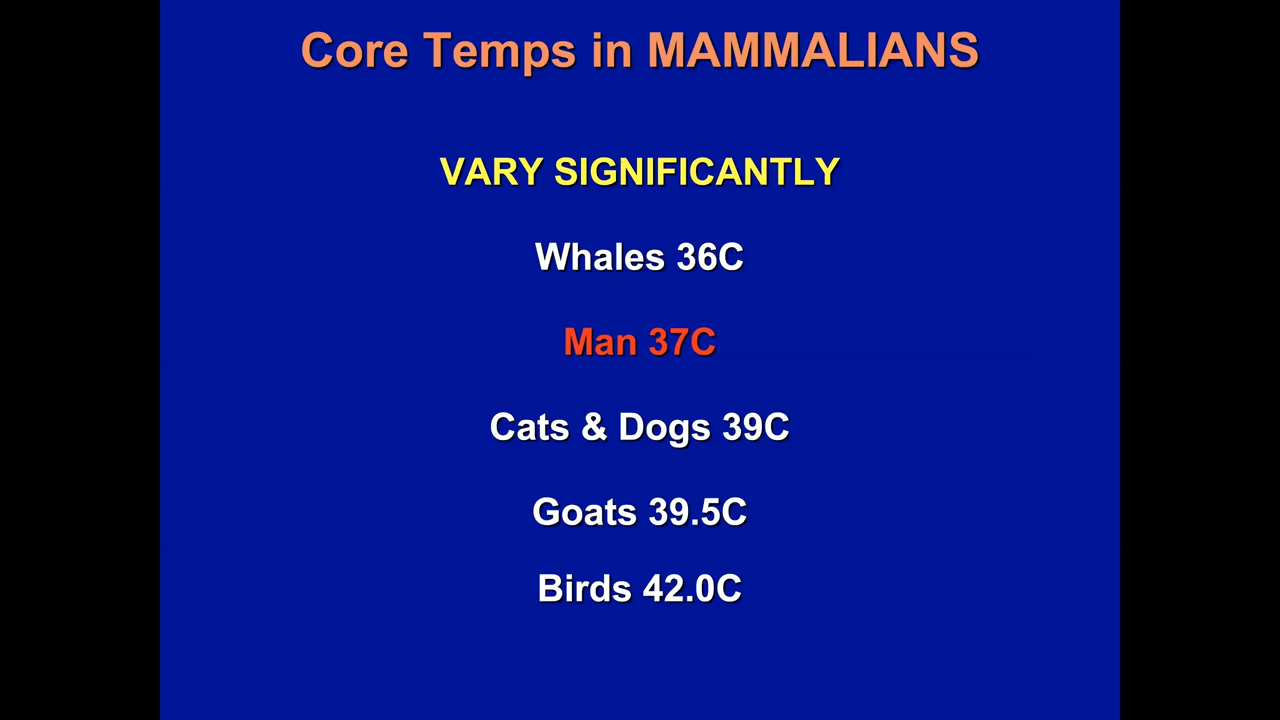 Core Temps in MAMMALIANS
VARY SIGNIFICANTLY
Whales 36C
Man 37C
Cats & Dogs 39C
Goats 39.5C
Birds 42.0C